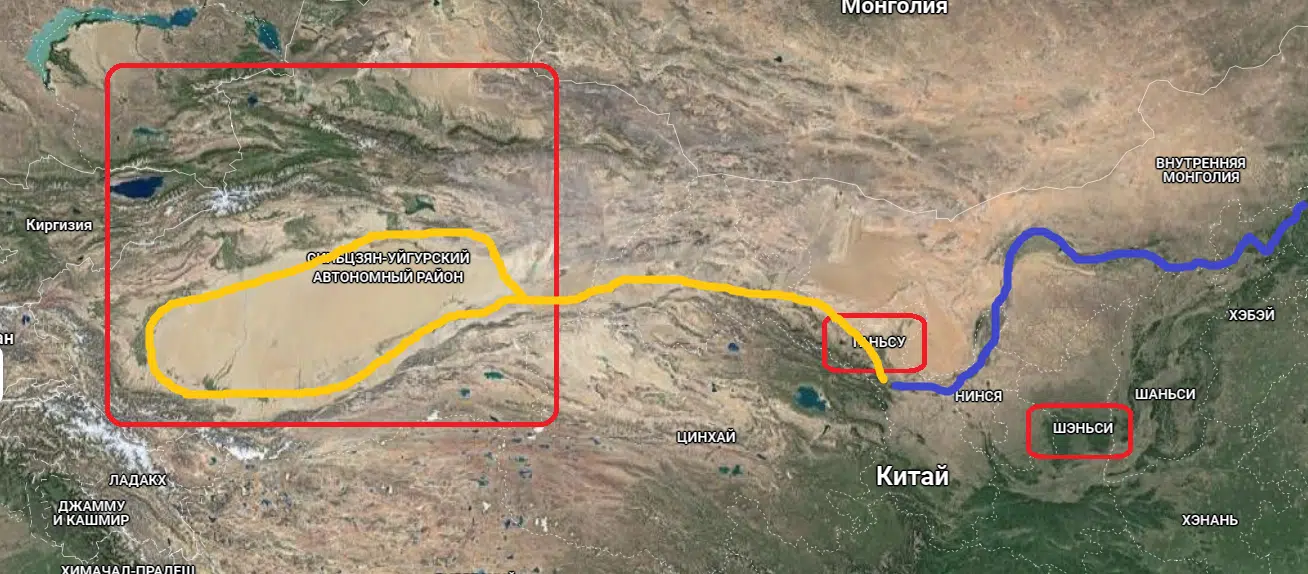 Монголия
ВНУТРЕННЯЯ
МОНГОЛИЯ
Киргизия
СИНЬЦЗЯН-УЙГУРСКИЙ
АВТОНОМНЫЙ РАЙОН
ХЭБЭЙ
ан
ГАНЬСУ
НИНСЯ
ШАНЬСИ
ШЭНЬСИ
ЦИНХАЙ
Китай
ЛАДАКХ
ДЖАММУ
И КАШМИР
ХЭНАНЬ
ХИМАЧАЛ-ПРАДЕШ